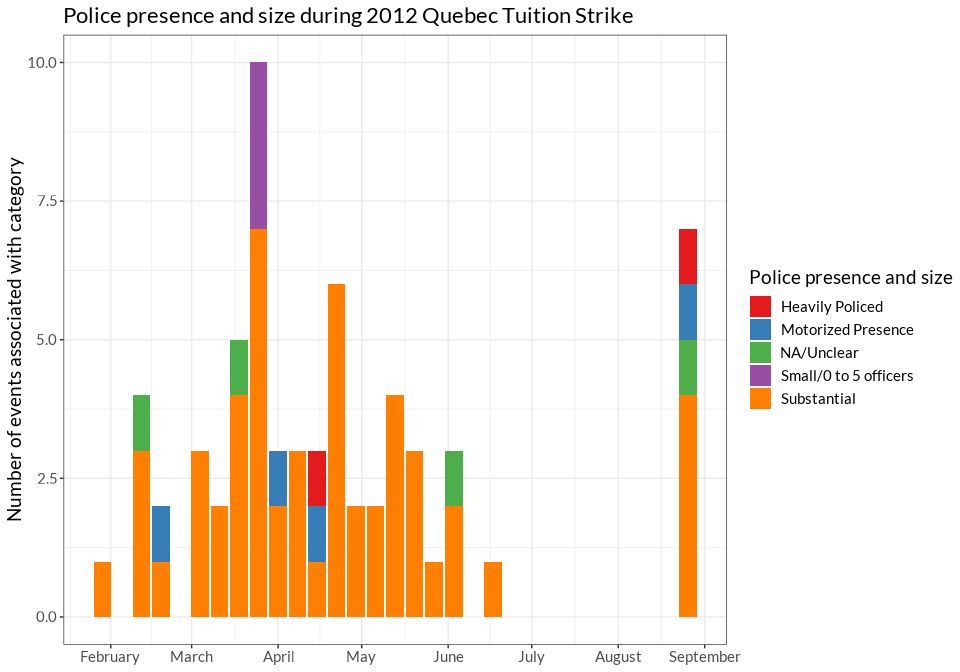 Police presence and size during 2012 Quebec Tuition Strike
Number of events associated with category
10.0
7.5
5.0
2.5
0.0
February March April May June July August September
Police presence and size
Heavily Policed
Motorized Presence
NA/Unclear
Small/0 to 5 officers
Substantial